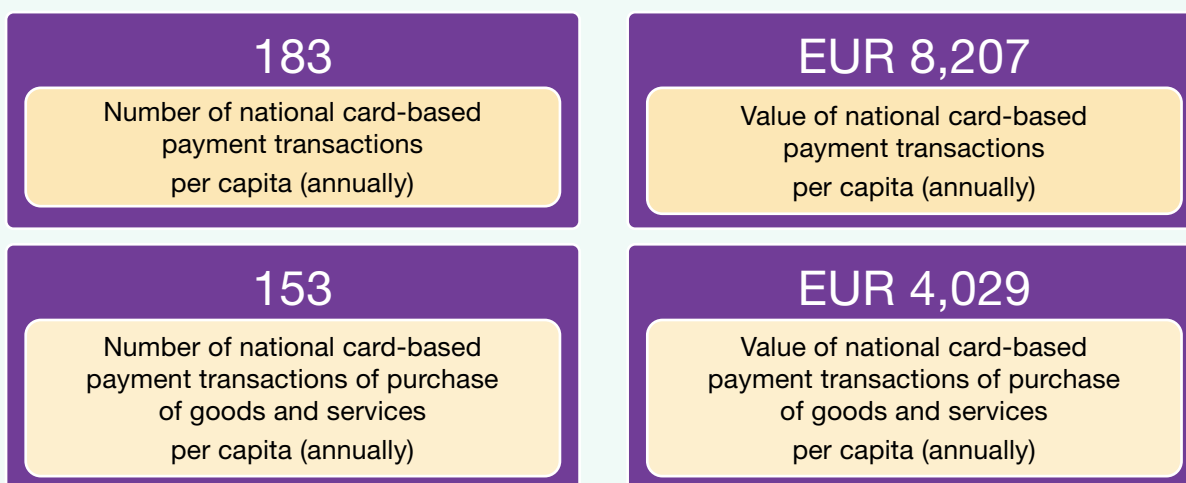 183
Number of national card-based
payment transactions
per capita (annually)
EUR 8,207
Value of national card-based
payment transactions
per capita (annually)
153
Number of national card-based
payment transactions of purchase
of goods and services
per capita (annually)
EUR 4,029
Value of national card-based
payment transactions of purchase
of goods and services
per capita (annually)